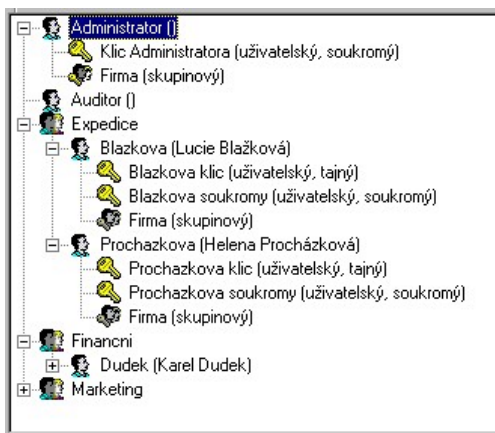 Administrator ()
Klic Administratora (uživatelský, soukromý)
Firma (skupinový)
Auditor ()
Expedice
Blazkova (Lucie Blažková)
Blazkova klic (uživatelský, tajný)
Blazkova soukromy (uživatelský, soukromý)
Firma (skupinový)
Prochazkova (Helena Procházková)
Prochazkova klic (uživatelský, tajný)
Prochazkova soukromy (uživatelský, soukromý)
Firma (skupinový)
Financni
Dudek (Karel Dudek)
Marketing